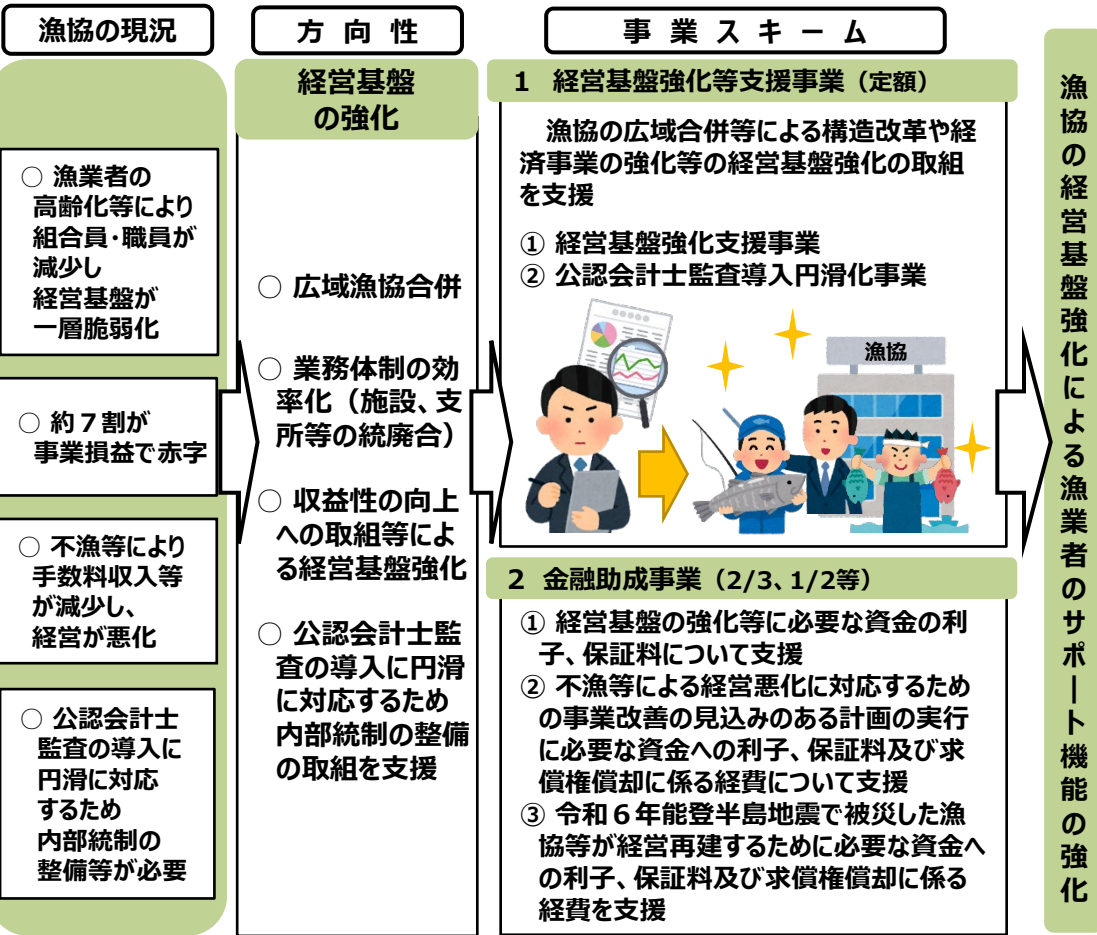 漁協の現況
○ 漁業者の
高齢化等により
組合員・職員が
減少し
経営基盤が
一層脆弱化
○ 約７割が
事業損益で赤字
○ 不漁等により
手数料収入等
が減少し、
経営が悪化
○ 公認会計士
監査の導入に
円滑に対応
するため
内部統制の
整備等が必要
方 向 性
経営基盤
の強化
○ 広域漁協合併
○ 業務体制の効
率化（施設、支
所等の統廃合）
○ 収益性の向上
への取組等によ
る経営基盤強化
○ 公認会計士監
査の導入に円滑
に対応するため
内部統制の整備
の取組を支援
事 業 ス キ ー ム
1 経営基盤強化等支援事業（定額）
漁協の広域合併等による構造改革や経
済事業の強化等の経営基盤強化の取組
を支援
① 経営基盤強化支援事業
② 公認会計士監査導入円滑化事業
漁協
2 金融助成事業（2/3、1/2等）
① 経営基盤の強化等に必要な資金の利
子、保証料について支援
② 不漁等による経営悪化に対応するため
の事業改善の見込みのある計画の実行
に必要な資金への利子、保証料及び求
償権償却に係る経費について支援
③ 令和６年能登半島地震で被災した漁
協等が経営再建するために必要な資金へ
の利子、保証料及び求償権償却に係る
経費を支援
漁協の経営基盤強化による漁業者のサポート機能の強化